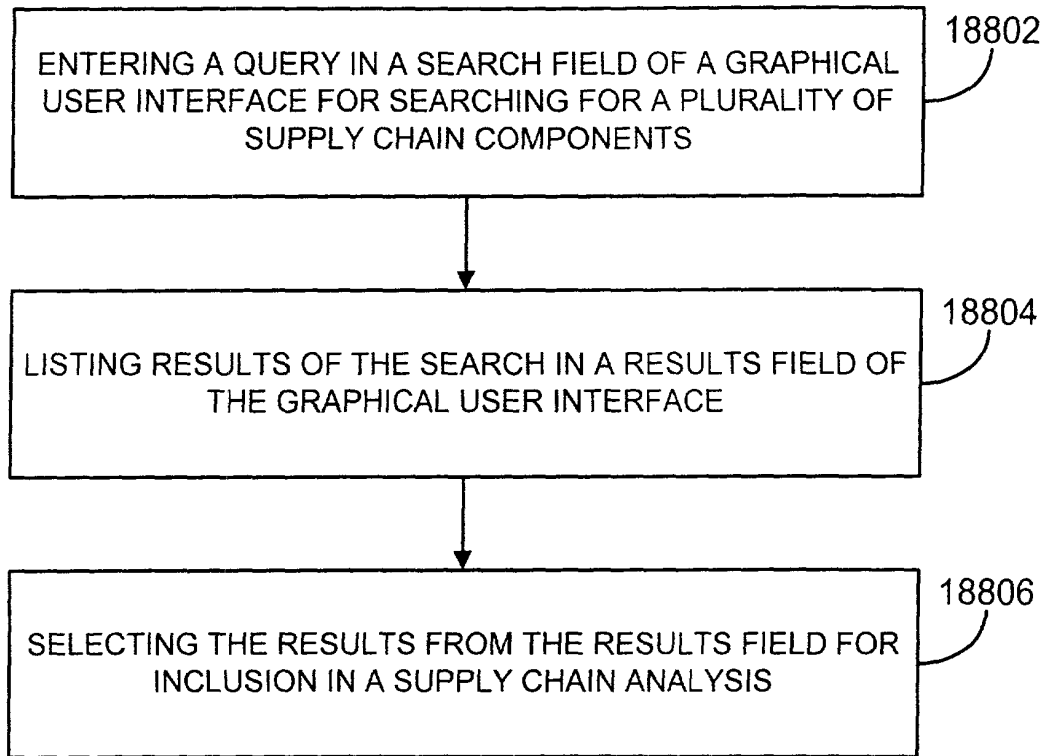 18802
ENTERING A QUERY IN A SEARCH FIELD OF A GRAPHICAL
USER INTERFACE FOR SEARCHING FOR A PLURALITY OF
SUPPLY CHAIN COMPONENTS
18804
LISTING RESULTS OF THE SEARCH IN A RESULTS FIELD OF
THE GRAPHICAL USER INTERFACE
18806
SELECTING THE RESULTS FROM THE RESULTS FIELD FOR
INCLUSION IN A SUPPLY CHAIN ANALYSIS